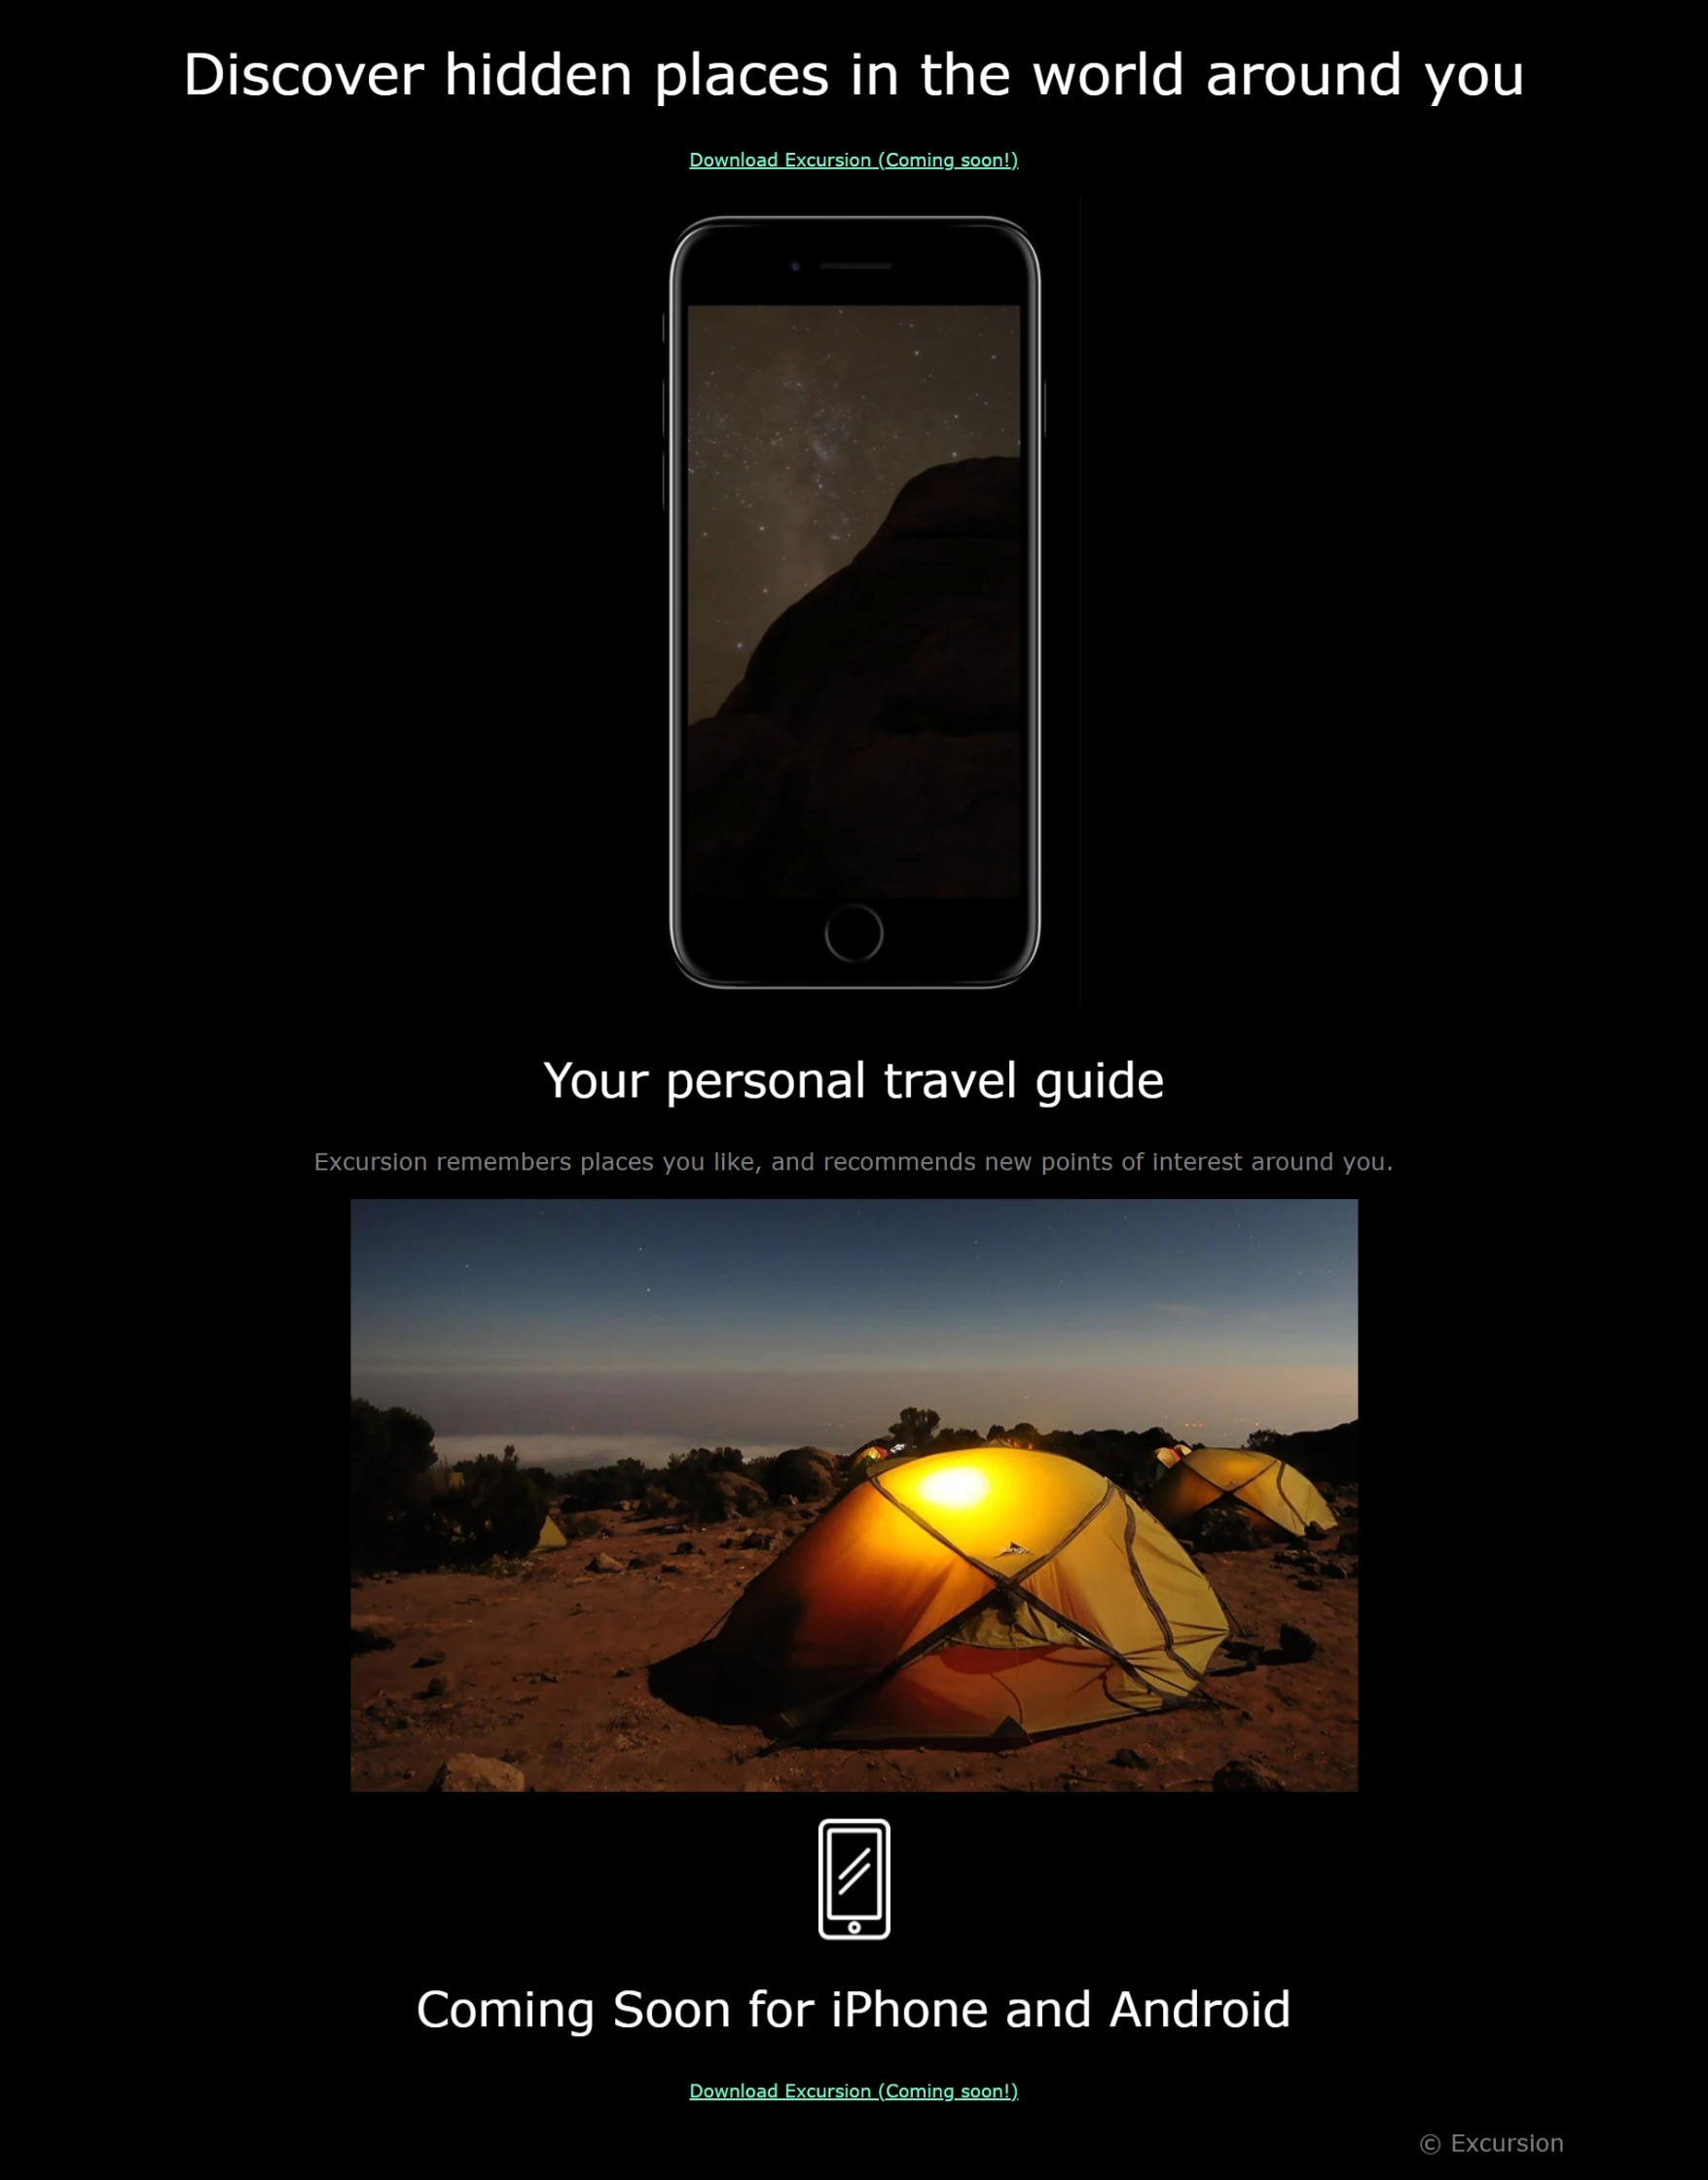 Discover hidden places in the world around you
Download Excursion (Coming soon!)
Your personal travel guide
Excursion remembers places you like, and recommends new points of interest around you.
Coming Soon for iPhone and Android
Download Excursion (Coming soon!)
© Excursion